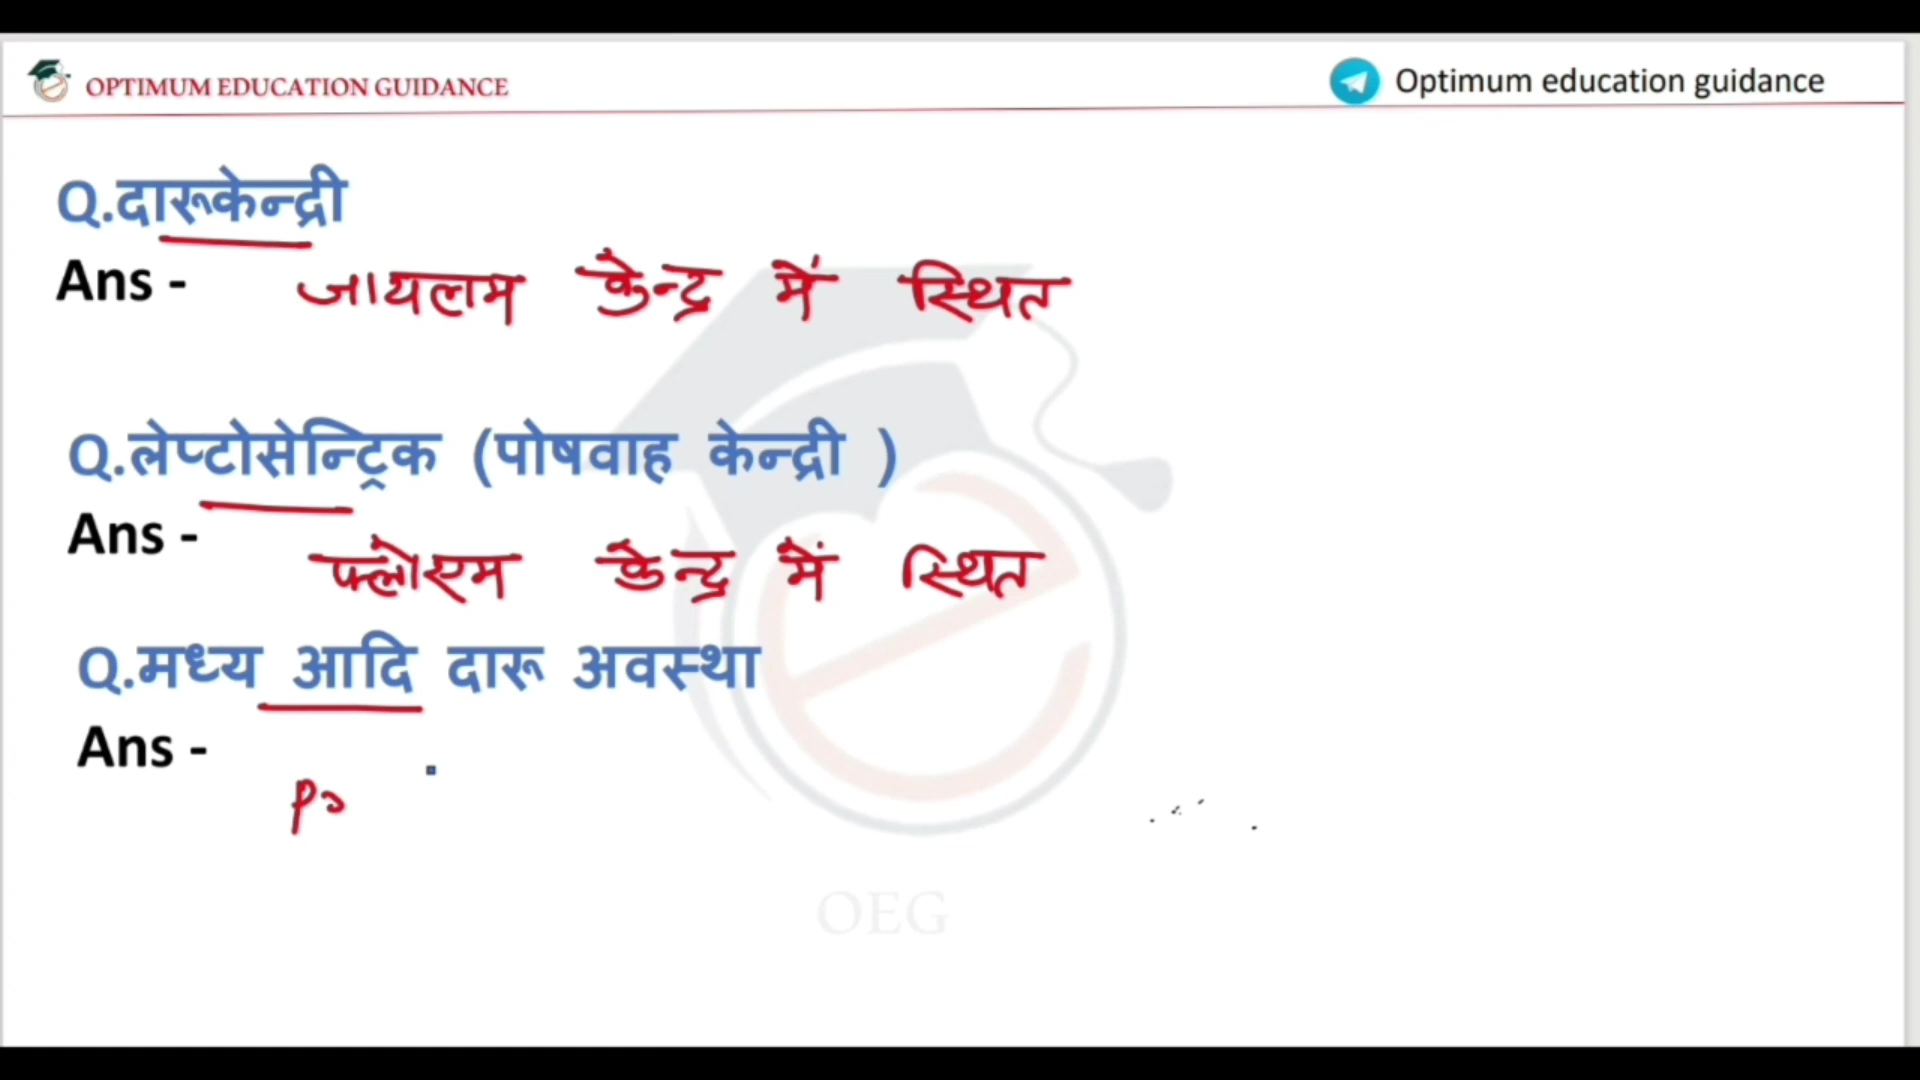 OPTIMUM EDUCATION GUIDANCE
Optimum education guidance
Q.दारूकेन्द्री
Ans - जायलम केन्द्र में स्थित
Q.लेप्टोसेन्ट्रिक (पोषवाह केन्द्री )
Ans -
फ्लोएम केन्द्र में स्थित
Q.मध्य आदि दारू अवस्था
Ans -
OEG